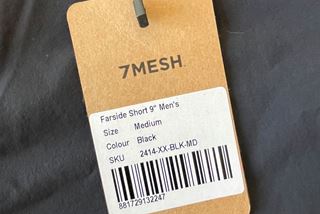 7MESH
Farside Short 9" Men's
Size Medium
Colour Black
SKU 2414-XX-BLK-MD
881729132247